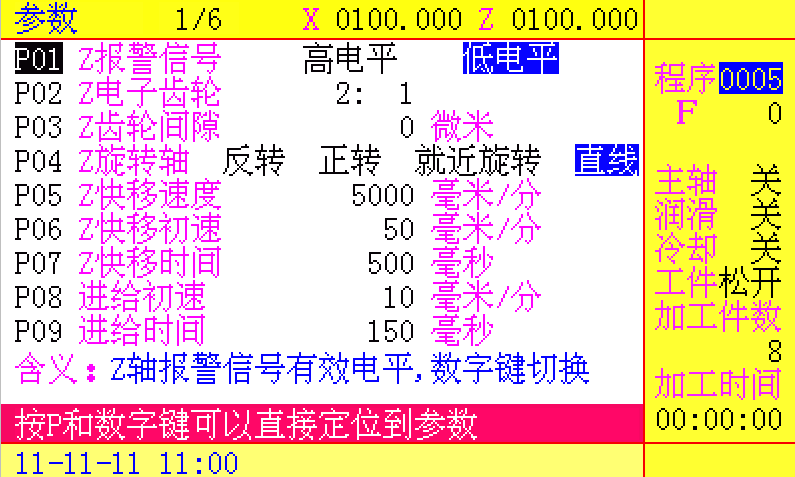 参数 1/6 X 0100.000 Z 0100.000
P01 Z报警信号 高电平 低电平
P02 Z电子齿轮 2: 1
P03 Z齿轮间隙 0 微米
P04 Z旋转轴 反转 正转 就近旋转 直线
P05 Z快移速度 5000 毫米/分
P06 Z快移初速 50 毫米/分
P07 Z快移时间 500 毫秒
P08 进给初速 10 毫米/分
P09 进给时间 150 毫秒
含义:Z轴报警信号有效电平,数字键切换
按P和数字键可以直接定位到参数
11-11-11 11:00
程序0005
F 0
主轴 关
润滑 关
冷却 关
工件松开
加工件数
8
加工时间
00:00:00